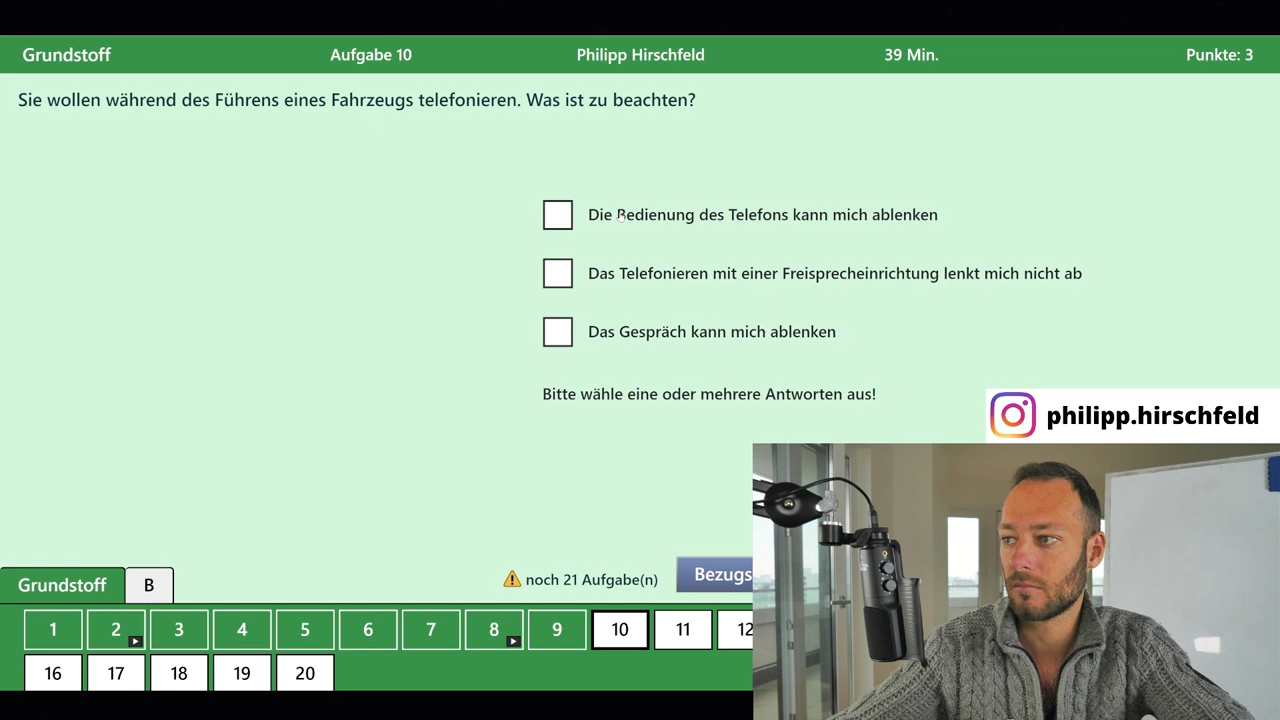 Grundstoff Aufgabe 10 Philipp Hirschfeld 39 Min. Punkte: 3
Sie wollen während des Führens eines Fahrzeugs telefonieren. Was ist zu beachten?
Die Bedienung des Telefons kann mich ablenken
Das Telefonieren mit einer Freisprecheinrichtung lenkt mich nicht ab
Das Gespräch kann mich ablenken
Bitte wähle eine oder mehrere Antworten aus!
philipp.hirschfeld
Grundstoff B noch 21 Aufgabe(n) Bezugs
1 2 3 4 5 6 7 8 9 10 11 12
16 17 18 19 20